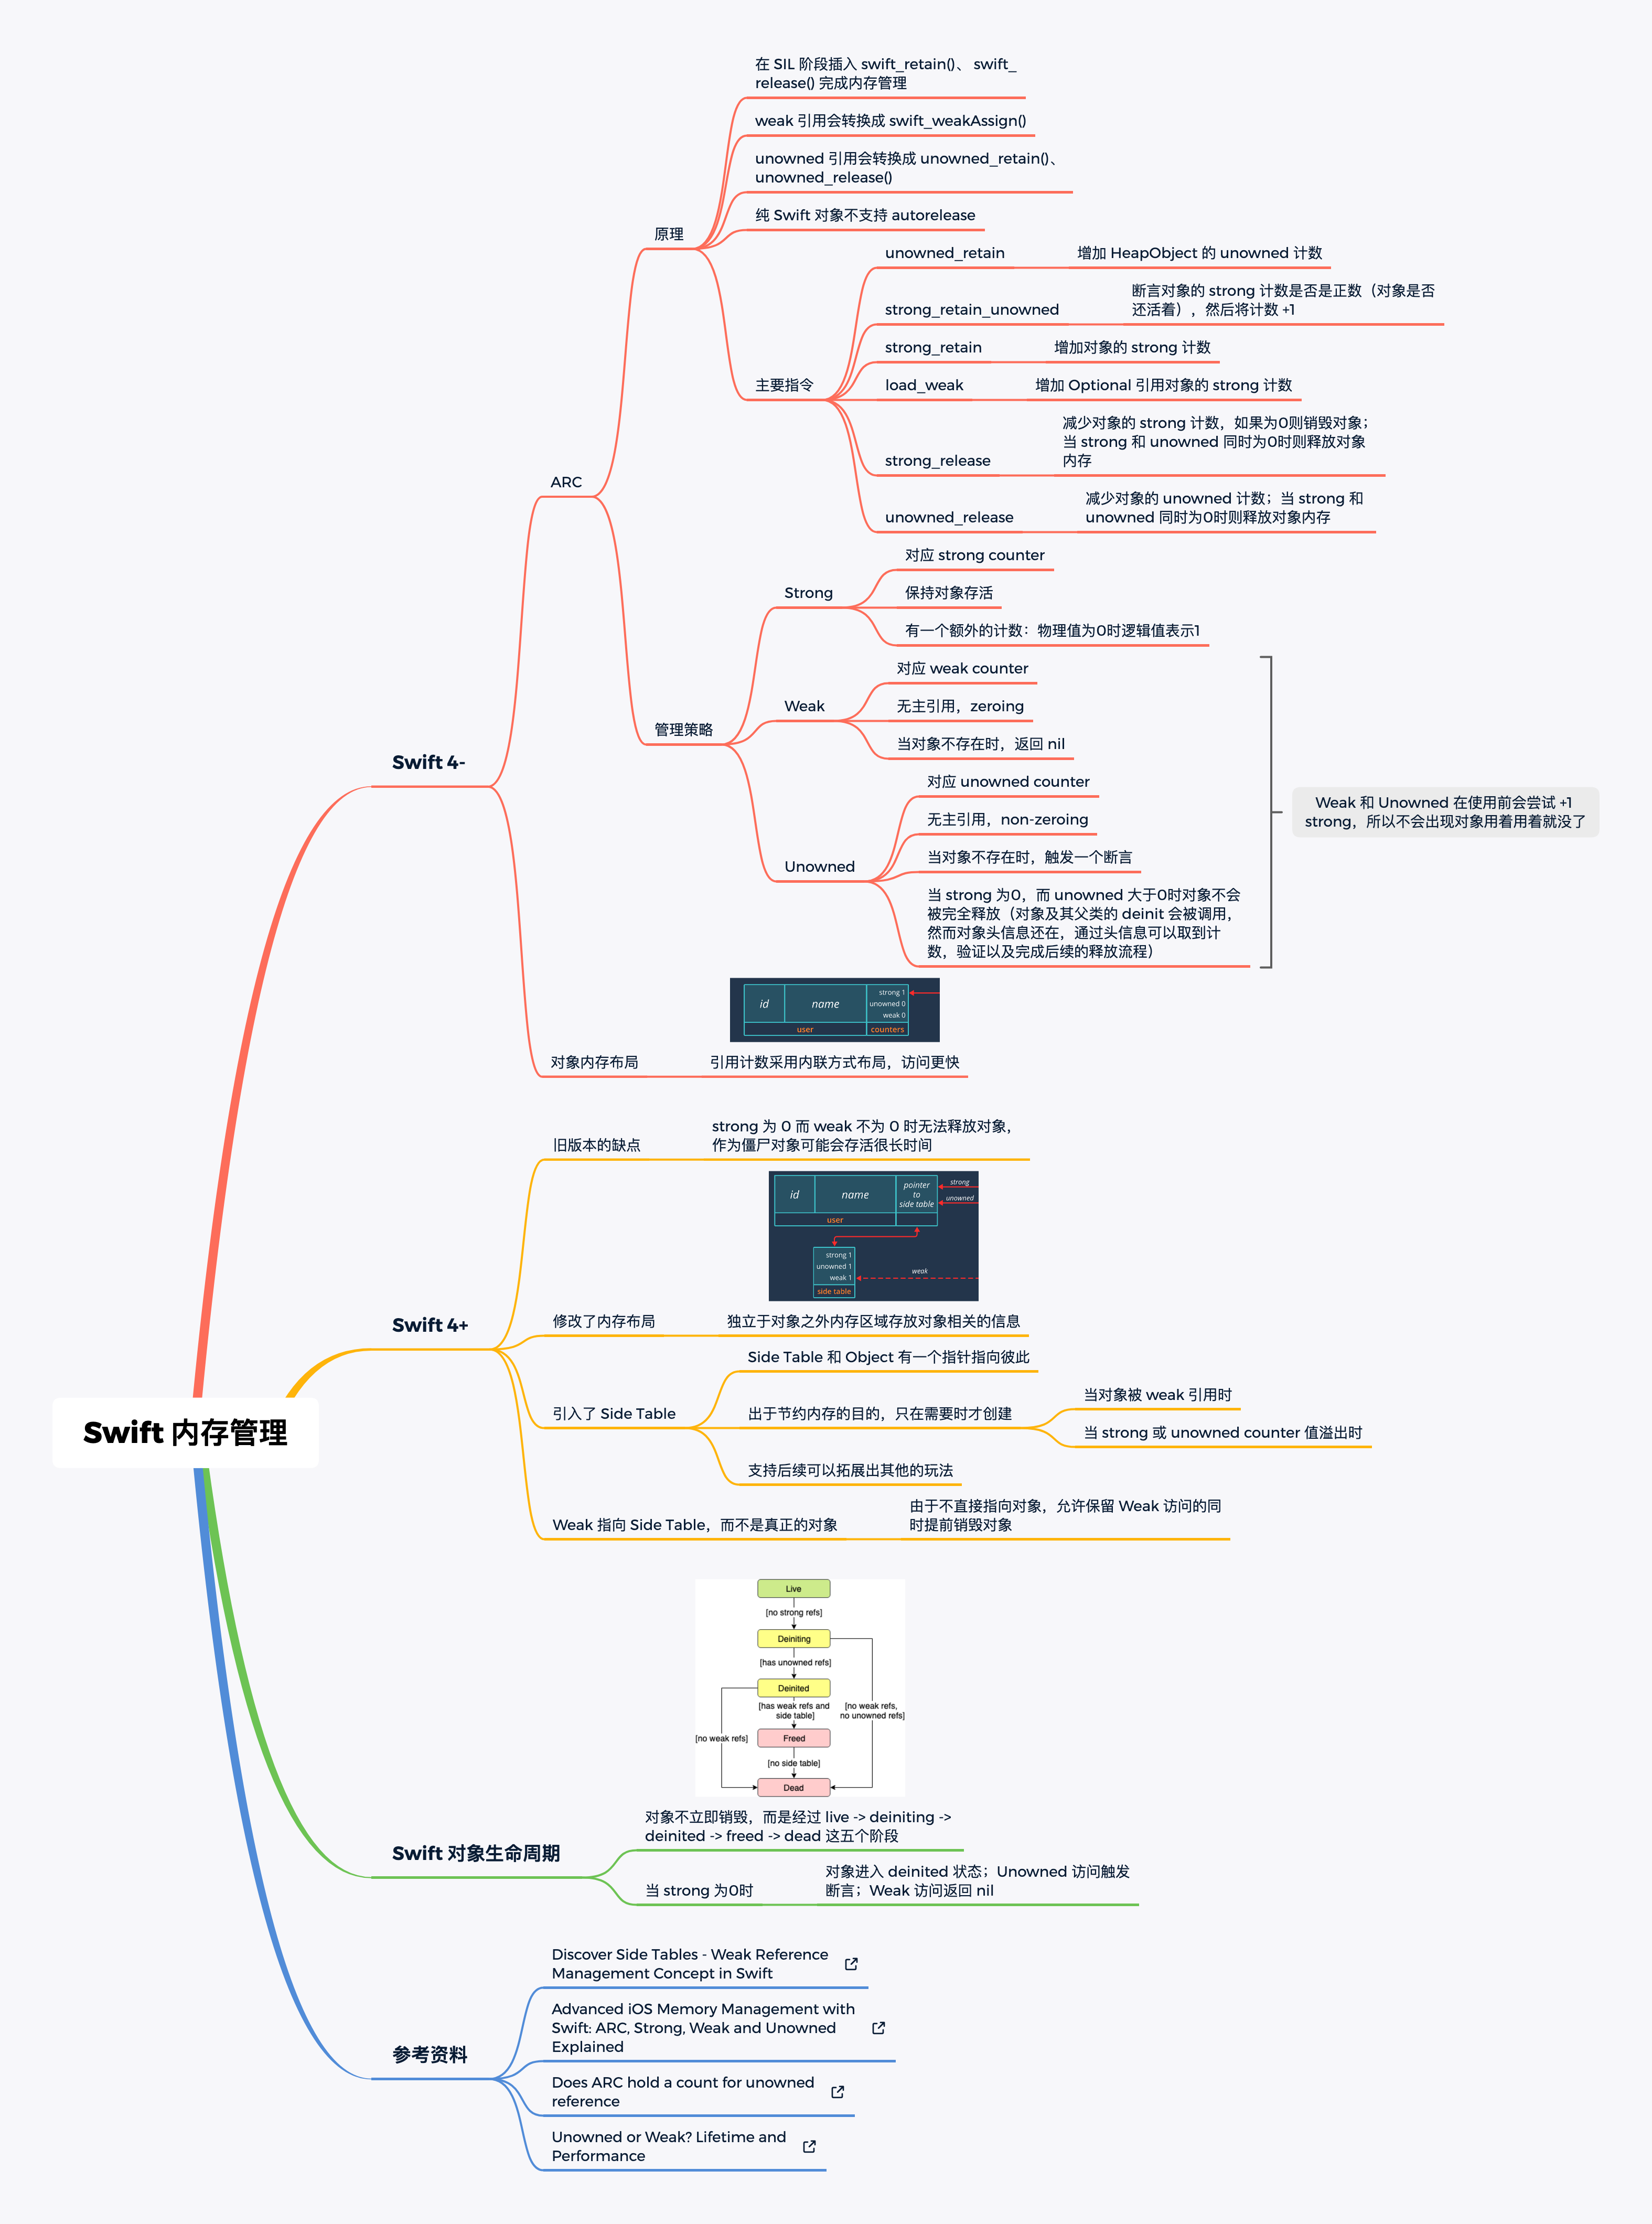 在 SIL 阶段插入 swift_retain()、 swift_
release() 完成内存管理
weak 引用会转换成 swift_weakAssign()
unowned 引用会转换成 unowned_retain()、
unowned_release()
纯 Swift 对象不支持 autorelease
原理
unowned_retain
增加 HeapObject 的 unowned 计数
strong_retain_unowned
断言对象的 strong 计数是否是正数（对象是否
还活着），然后将计数 +1
strong_retain
增加对象的 strong 计数
主要指令
load_weak
增加 Optional 引用对象的 strong 计数
strong_release
减少对象的 strong 计数，如果为0则销毁对象；
当 strong 和 unowned 同时为0时则释放对象
内存
ARC
unowned_release
减少对象的 unowned 计数；当 strong 和
unowned 同时为0时则释放对象内存
Strong
对应 strong counter
保持对象存活
有一个额外的计数：物理值为0时逻辑值表示1
Weak
对应 weak counter
无主引用，zeroing
当对象不存在时，返回 nil
管理策略
Swift 4-
Unowned
对应 unowned counter
无主引用，non-zeroing
当对象不存在时，触发一个断言
当 strong 为0，而 unowned 大于0时对象不会
被完全释放（对象及其父类的 deinit 会被调用，
然而对象头信息还在，通过头信息可以取到计
数，验证以及完成后续的释放流程）
Weak 和 Unowned 在使用前会尝试 +1
strong，所以不会出现对象用着用着就没了
id
name
strong 1
unowned 0
weak 0
user
counters
对象内存布局
引用计数采用内联方式布局，访问更快
旧版本的缺点
strong 为 0 而 weak 不为 0 时无法释放对象，
作为僵尸对象可能会存活很长时间
id
name
pointer
to
side table
strong
unowned
user
strong 1
unowned 1
weak 1
weak
side table
Swift 4+
修改了内存布局
独立于对象之外内存区域存放对象相关的信息
引入了 Side Table
Side Table 和 Object 有一个指针指向彼此
出于节约内存的目的，只在需要时才创建
当对象被 weak 引用时
当 strong 或 unowned counter 值溢出时
支持后续可以拓展出其他的玩法
Swift 内存管理
Weak 指向 Side Table，而不是真正的对象
由于不直接指向对象，允许保留 Weak 访问的同
时提前销毁对象
Live
[no strong refs]
Deiniting
[has unowned refs]
Deinited
[has weak refs and
side table]
[no weak refs,
no unowned refs]
[no weak refs]
Freed
[no side table]
Dead
Swift 对象生命周期
对象不立即销毁，而是经过 live -> deiniting ->
deinited -> freed -> dead 这五个阶段
当 strong 为0时
对象进入 deinited 状态；Unowned 访问触发
断言；Weak 访问返回 nil
参考资料
Discover Side Tables - Weak Reference
Management Concept in Swift
Advanced iOS Memory Management with
Swift: ARC, Strong, Weak and Unowned
Explained
Does ARC hold a count for unowned
reference
Unowned or Weak? Lifetime and
Performance